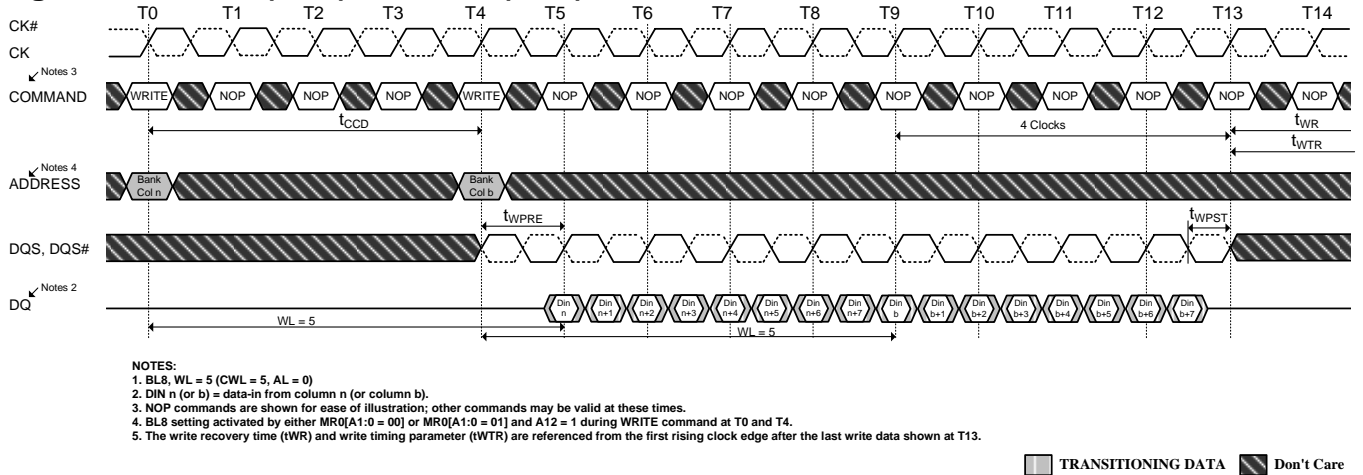 T0 T1 T2 T3 T4 T5 T6 T7 T8 T9 T10 T11 T12 T13 T14
CK#
CK
Notes 3
COMMAND
WRITE NOP NOP NOP WRITE NOP NOP NOP NOP NOP NOP NOP NOP NOP NOP
tCCD
4 Clocks
tWR
tWTR
Notes 4
ADDRESS
Bank Bank
Col n Col b
tWPRE
tWPST
DQS, DQS#
Notes 2
DQ
Din Din Din Din Din Din Din Din Din Din Din Din Din Din Din Din
n n+1 n+2 n+3 n+4 n+5 n+6 n+7 b b+1 b+2 b+3 b+4 b+5 b+6 b+7
WL = 5
WL = 5
NOTES:
1. BL8, WL = 5 (CWL = 5, AL = 0)
2. DIN n (or b) = data-in from column n (or column b).
3. NOP commands are shown for ease of illustration; other commands may be valid at these times.
4. BL8 setting activated by either MR0[A1:0 = 00] or MR0[A1:0 = 01] and A12 = 1 during WRITE command at T0 and T4.
5. The write recovery time (tWR) and write timing parameter (tWTR) are referenced from the first rising clock edge after the last write data shown at T13.
TRANSITIONING DATA Don't Care